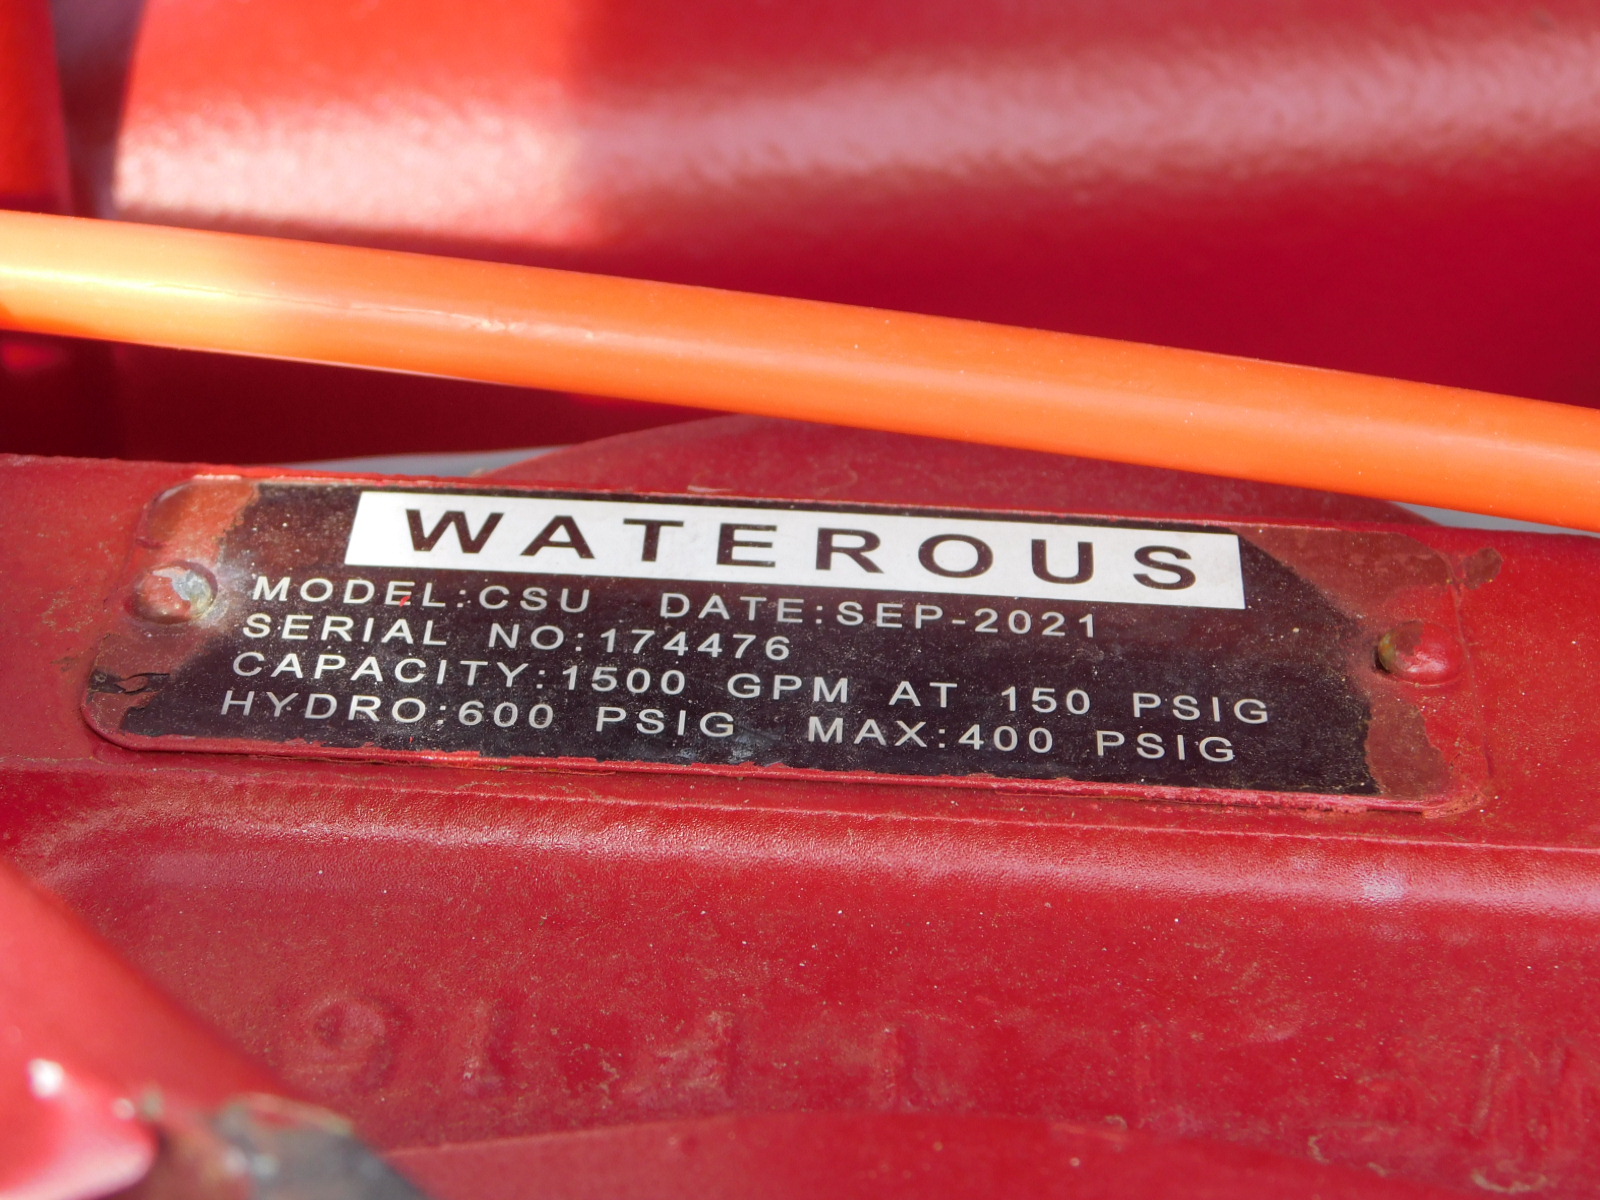 WATEROUS
MODEL:CSU DATE:SEP-2021
SERIAL NO:174476
CAPACITY:1500 GPM AT 150 PSIG
HYDRO:600 PSIG MAX:400 PSIG